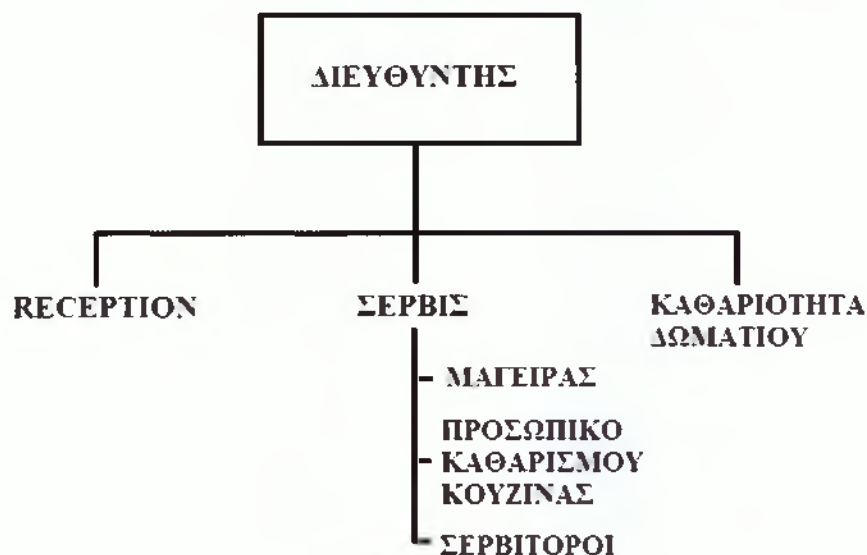 ΔΙΕΥΘΥΝΤΗΣ
RECEPTION
ΣΕΡΒΙΣ
ΚΑΘΑΡΙΟΤΗΤΑ
ΔΩΜΑΤΙΟΥ
ΜΑΓΕΙΡΑΣ
ΠΡΟΣΩΠΙΚΟ
ΚΑΘΑΡΙΣΜΟΥ
ΚΟΥΖΙΝΑΣ
ΣΕΡΒΙΤΟΡΟΙ